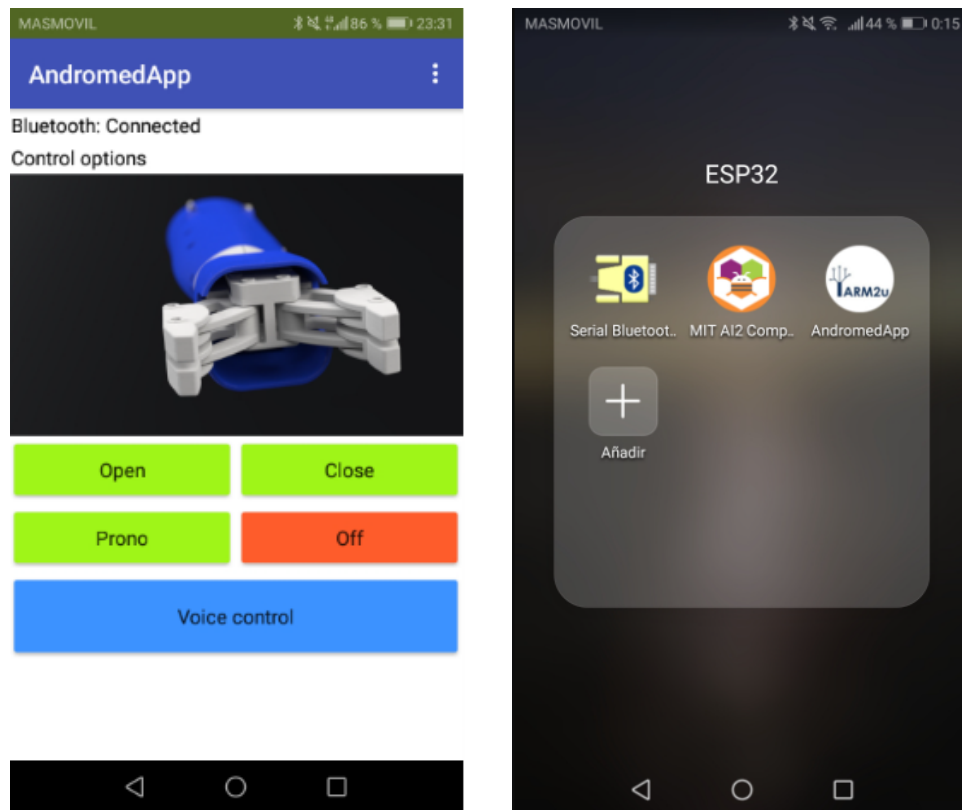 MASMOVIL 86 % 23:31
AndromedApp
Bluetooth: Connected
Control options
Open Close
Prono Off
Voice control
MASMOVIL 44 % 0:15
ESP32
ARM2u
Serial Bluetoot.. MIT AI2 Comp.. AndromedApp
Añadir